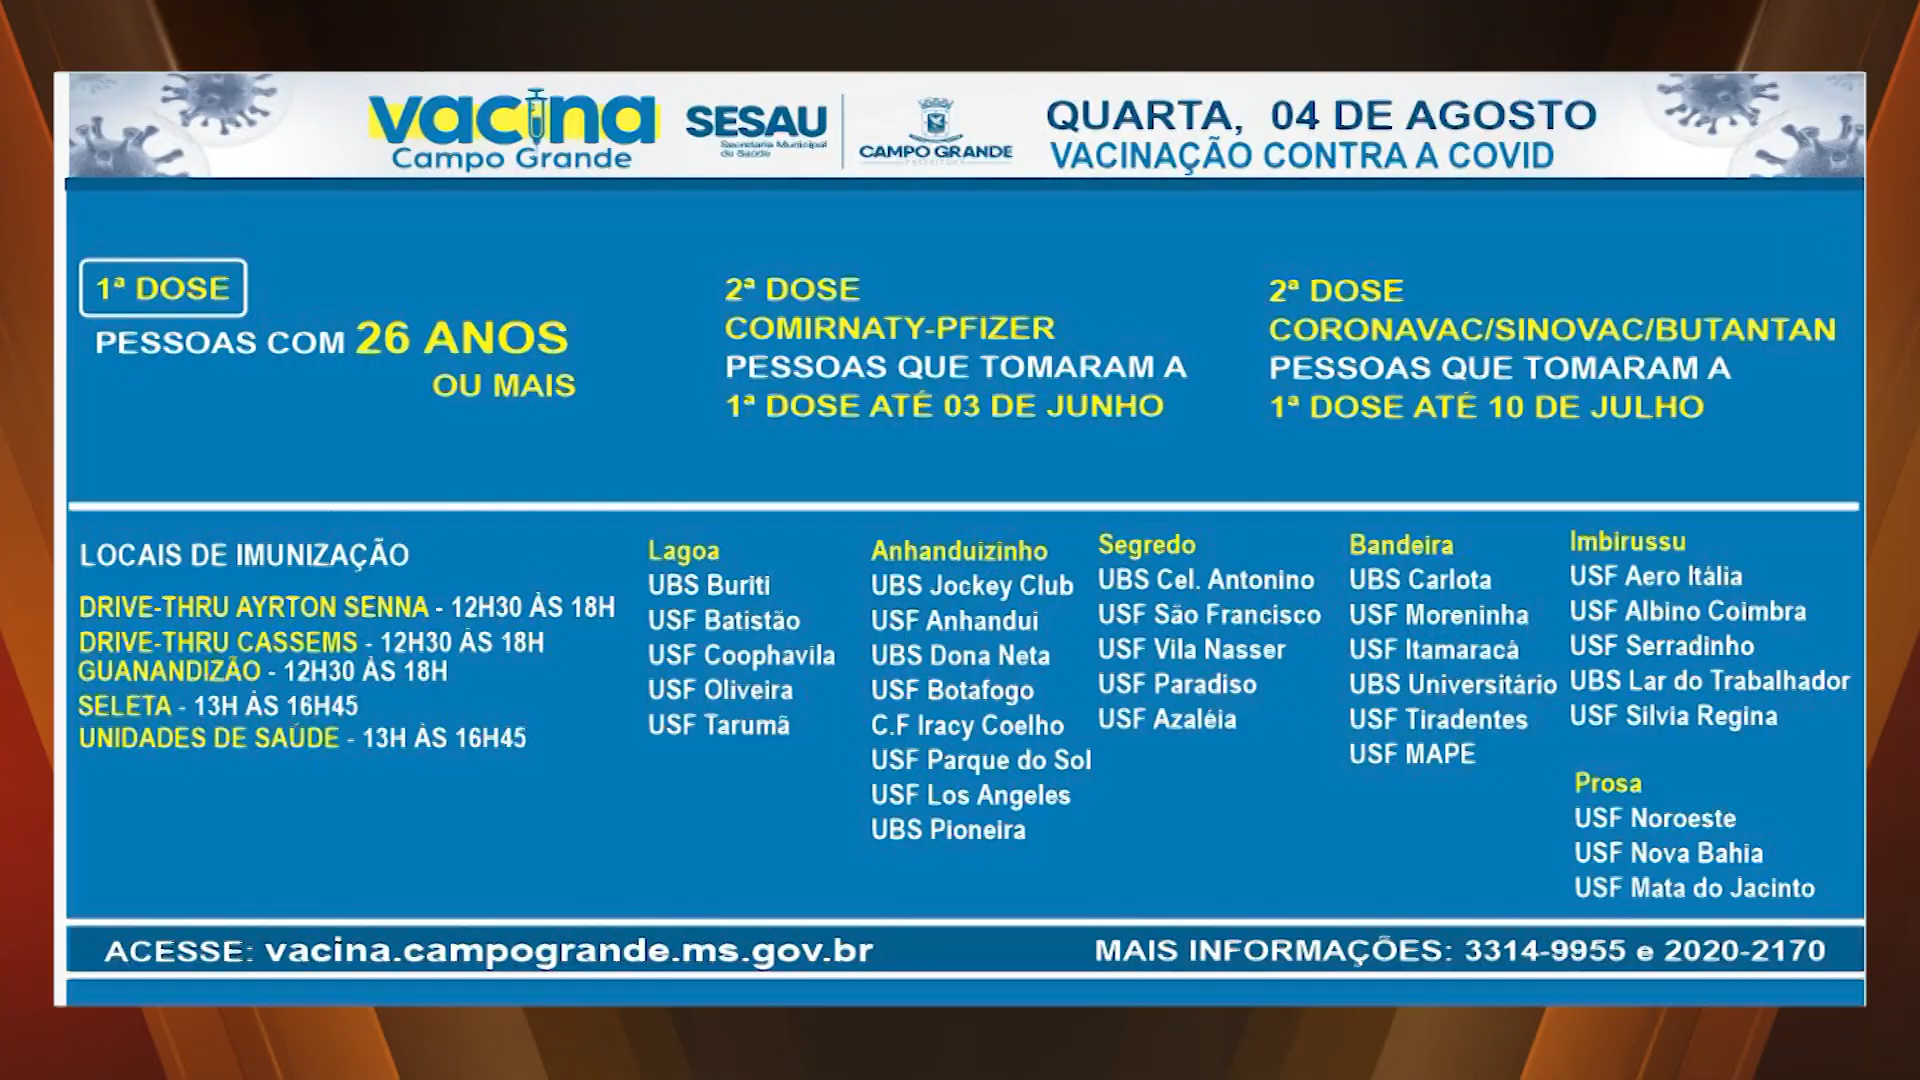 vacina
Campo Grande
SESAU
Secretaria Municipal
de Saúde
CAMPO GRANDE
PREFEITURA
QUARTA, 04 DE AGOSTO
VACINAÇÃO CONTRA A COVID
1ª DOSE
PESSOAS COM 26 ANOS
OU MAIS
2ª DOSE
COMIRNATY-PFIZER
PESSOAS QUE TOMARAM A
1ª DOSE ATÉ 03 DE JUNHO
2ª DOSE
CORONAVAC/SINOVAC/BUTANTAN
PESSOAS QUE TOMARAM A
1ª DOSE ATÉ 10 DE JULHO
LOCAIS DE IMUNIZAÇÃO
DRIVE-THRU AYRTON SENNA - 12H30 ÀS 18H
DRIVE-THRU CASSEMS - 12H30 ÀS 18H
GUANANDIZÃO - 12H30 ÀS 18H
SELETA - 13H ÀS 16H45
UNIDADES DE SAÚDE - 13H ÀS 16H45
Lagoa
UBS Buriti
USF Batistão
USF Coophavila
USF Oliveira
USF Tarumã
Anhanduizinho
UBS Jockey Club
USF Anhandui
UBS Dona Neta
USF Botafogo
C.F Iracy Coelho
USF Parque do Sol
USF Los Angeles
UBS Pioneira
Segredo
UBS Cel. Antonino
USF São Francisco
USF Vila Nasser
USF Paradiso
USF Azaléia
Bandeira
UBS Carlota
USF Moreninha
USF Itamaracá
UBS Universitário
USF Tiradentes
USF MAPE
Imbirussu
USF Aero Itália
USF Albino Coimbra
USF Serradinho
UBS Lar do Trabalhador
USF Silvia Regina
Prosa
USF Noroeste
USF Nova Bahia
USF Mata do Jacinto
ACESSE: vacina.campogrande.ms.gov.br
MAIS INFORMAÇÕES: 3314-9955 e 2020-2170